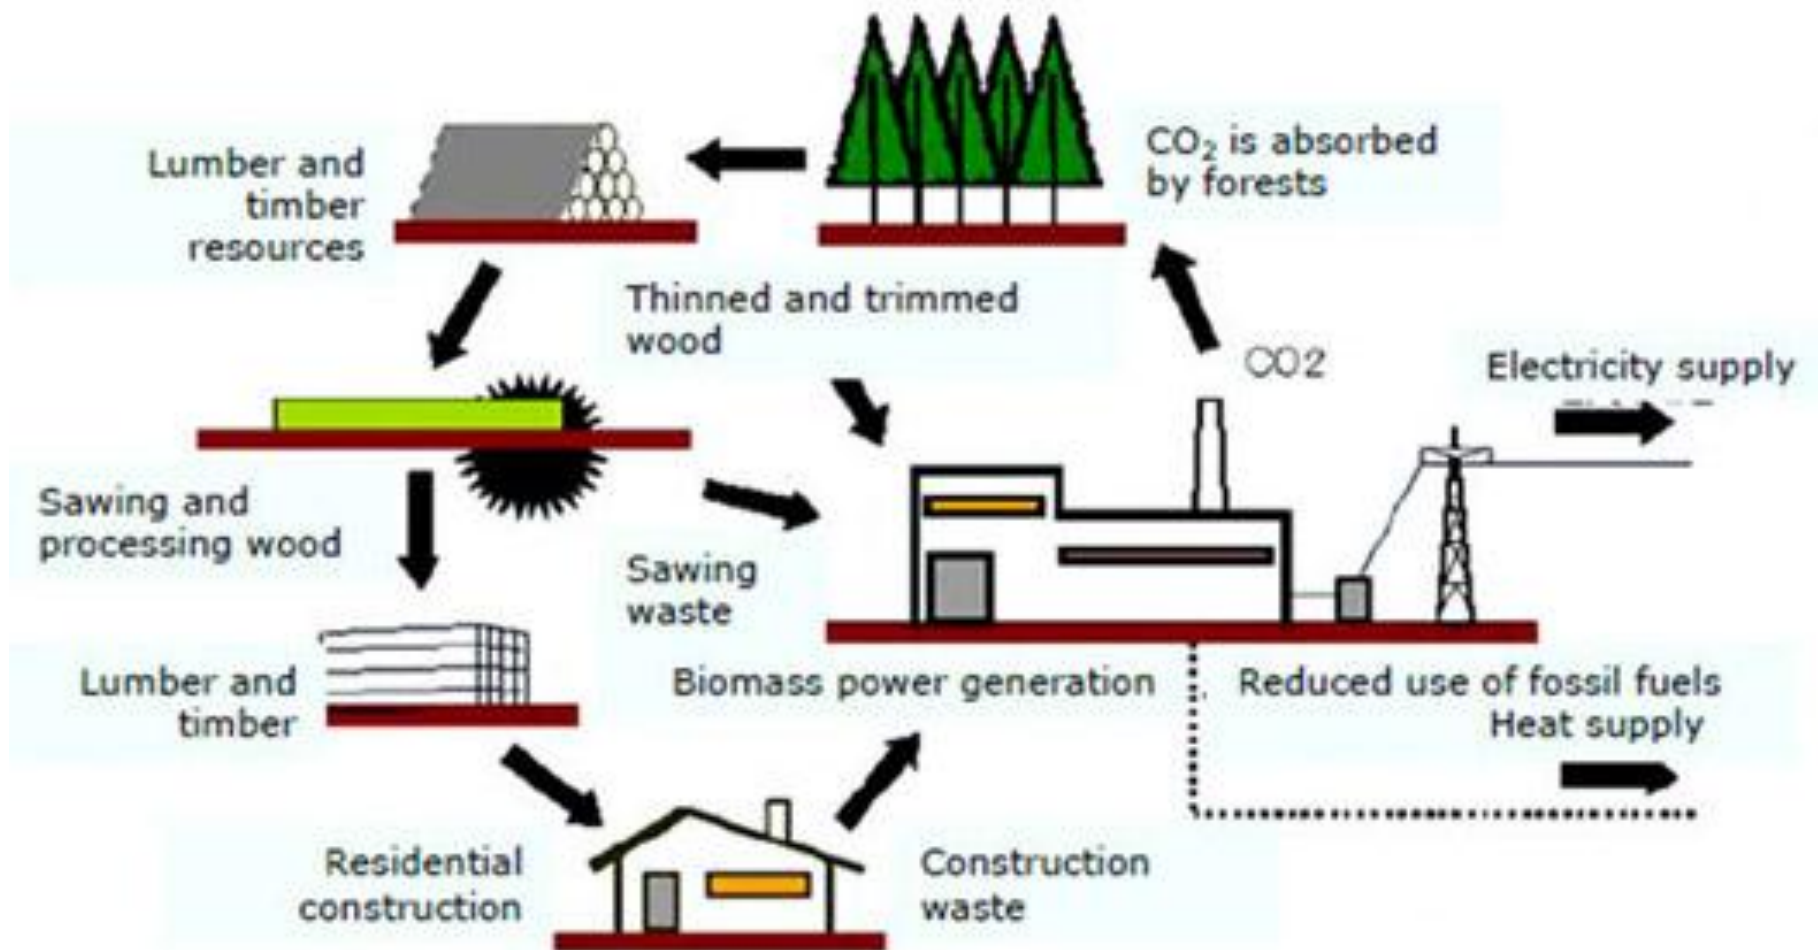 CO₂ is absorbed
by forests
Lumber and
timber
resources
Thinned and trimmed
wood
CO2
Electricity supply
Sawing and
processing wood
Sawing
waste
Lumber and
timber
Biomass power generation
Reduced use of fossil fuels
Heat supply
Residential
construction
Construction
waste